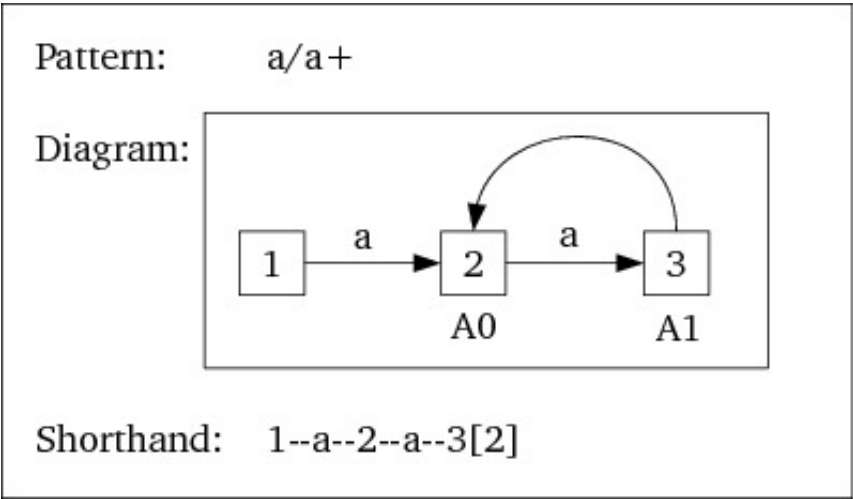 Pattern: a/a+
Diagram:
a a
1 2 3
A0 A1
Shorthand: 1--a--2--a--3[2]